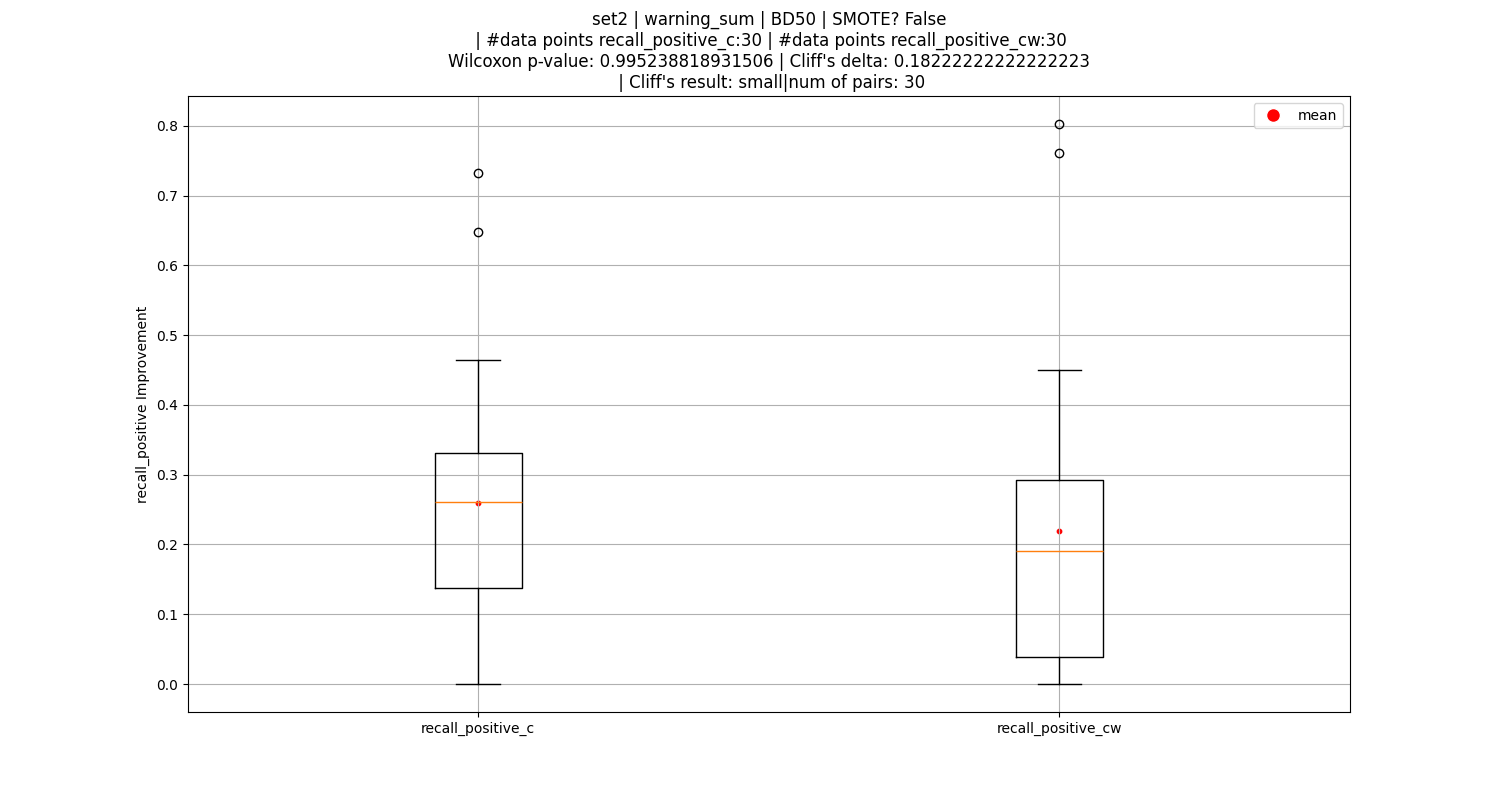 set2 | warning_sum | BD50 | SMOTE? False
| #data points recall_positive_c:30 | #data points recall_positive_cw:30
Wilcoxon p-value: 0.995238818931506 | Cliff's delta: 0.18222222222222223
| Cliff's result: small|num of pairs: 30
mean
0.8
0.7
0.6
0.5
0.4
0.3
0.2
0.1
0.0
recall_positive Improvement
recall_positive_c
recall_positive_cw